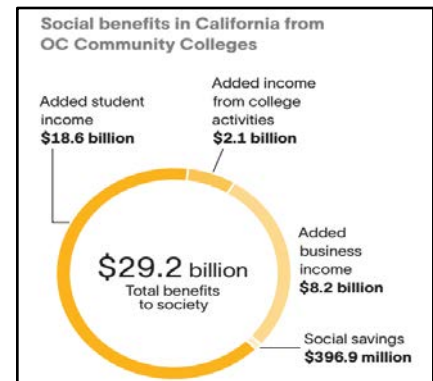 Social benefits in California from
OC Community Colleges
Added student
income
$18.6 billion
Added income
from college
activities
$2.1 billion
$29.2 billion
Total benefits
to society
Added
business
income
$8.2 billion
Social savings
$396.9 million